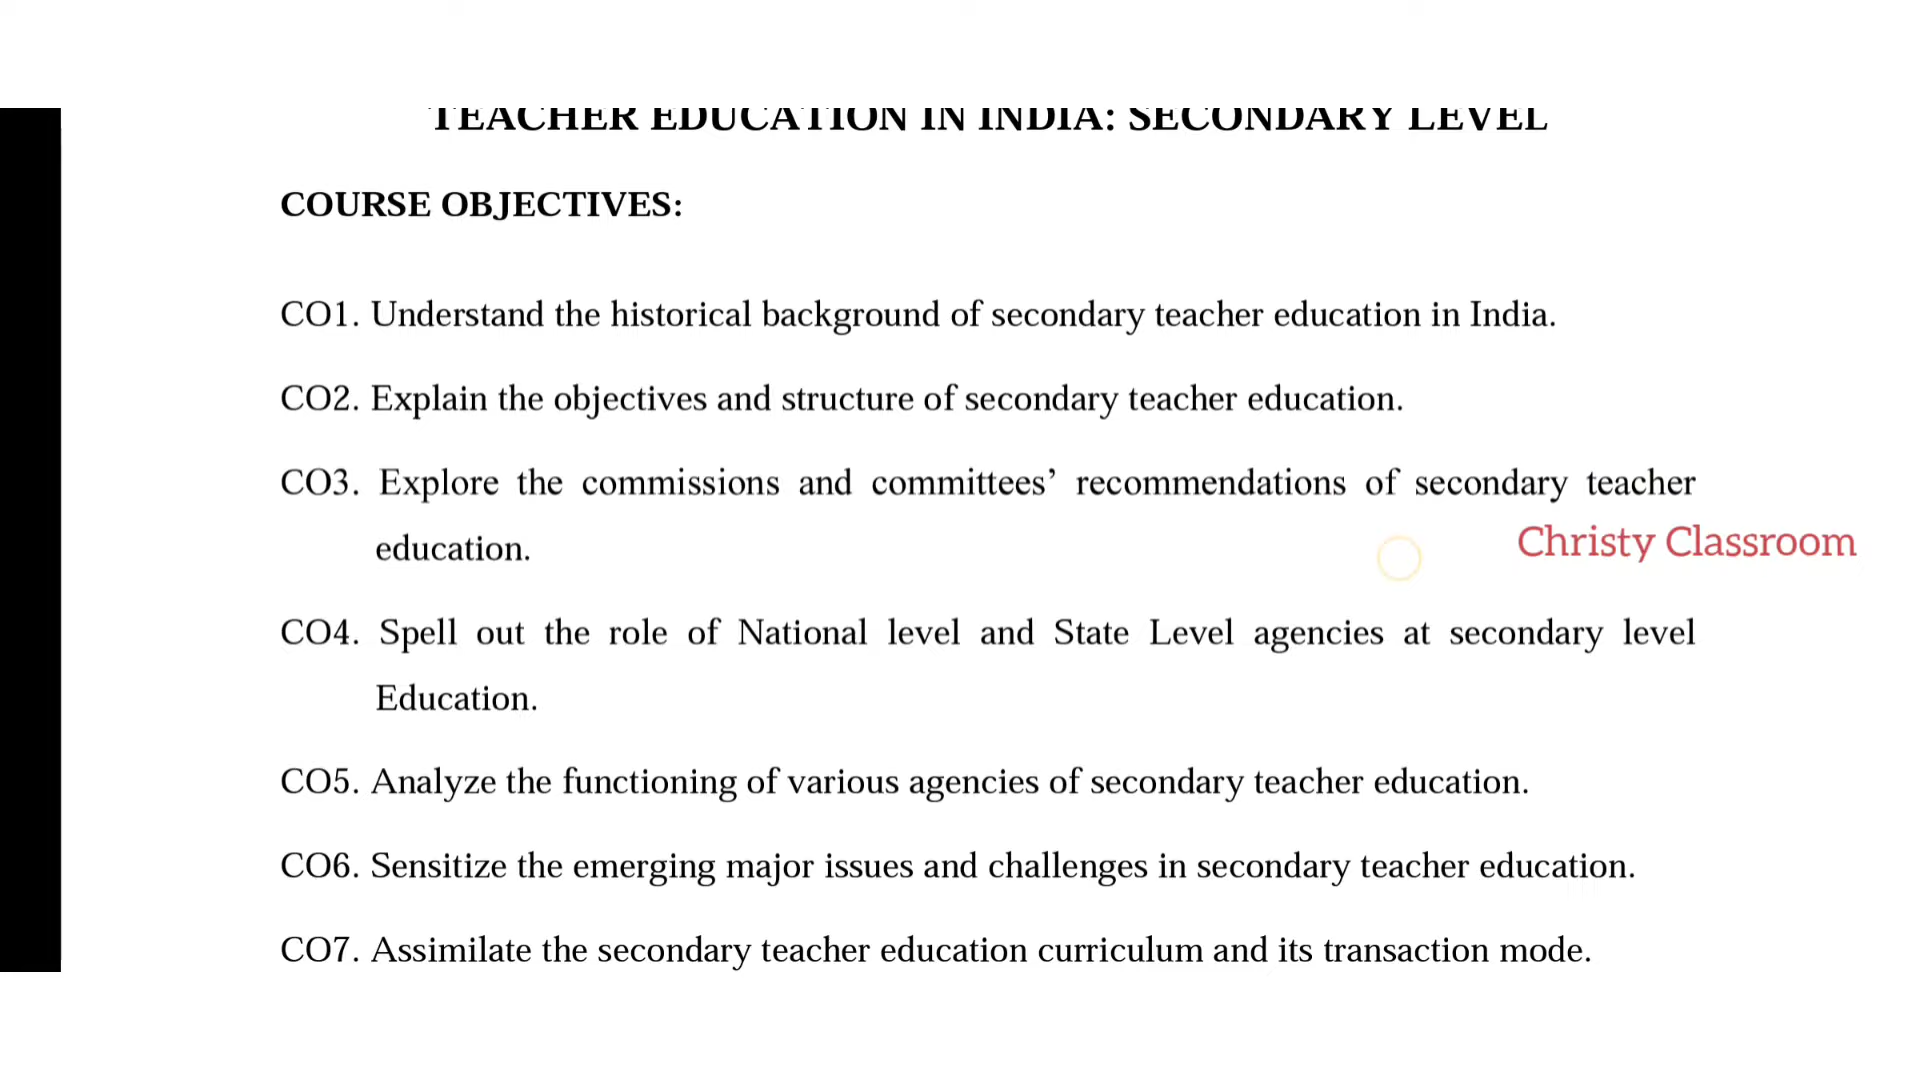 TEACHER EDUCATION IN INDIA: SECONDARY LEVEL
COURSE OBJECTIVES:
CO1. Understand the historical background of secondary teacher education in India.
CO2. Explain the objectives and structure of secondary teacher education.
CO3. Explore the commissions and committees’ recommendations of secondary teacher
education.
Christy Classroom
CO4. Spell out the role of National level and State Level agencies at secondary level
Education.
CO5. Analyze the functioning of various agencies of secondary teacher education.
CO6. Sensitize the emerging major issues and challenges in secondary teacher education.
CO7. Assimilate the secondary teacher education curriculum and its transaction mode.